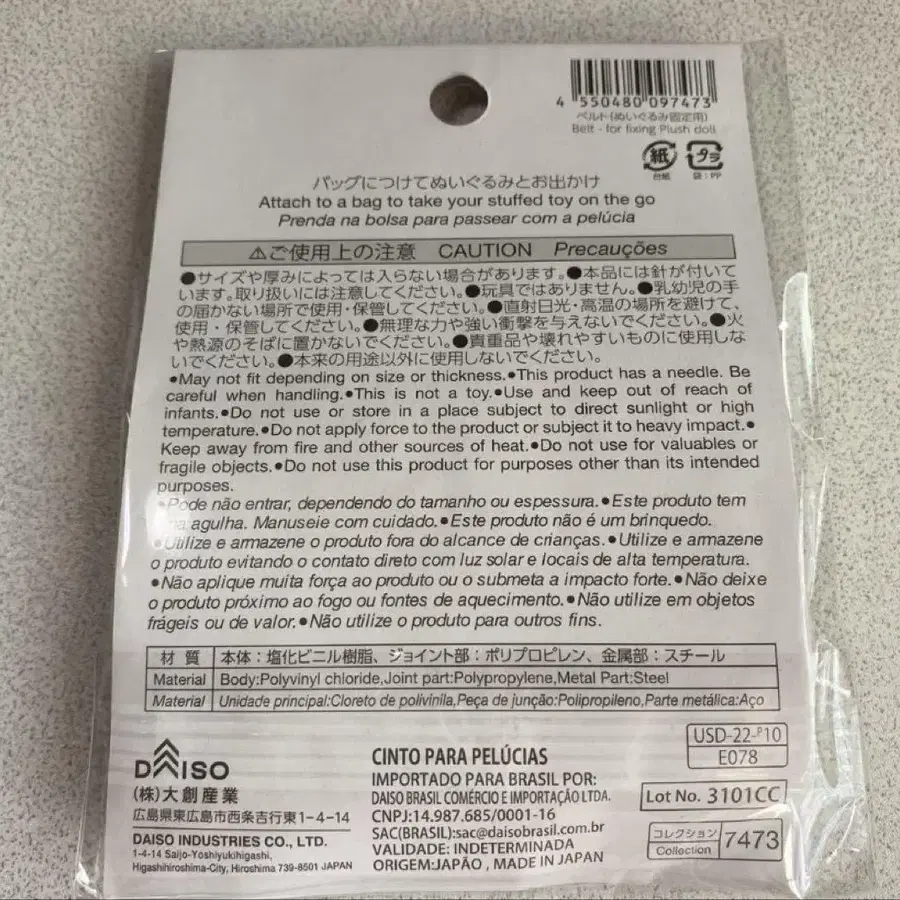 4 550480 097473
ベルト(ぬいぐるみ固定用)
Belt - for fixing Plush doll
紙
台紙
プラ
袋：PP
バッグにつけてぬいぐるみとお出かけ
Attach to a bag to take your stuffed toy on the go
Prenda na bolsa para passear com a pelúcia
⚠ご使用上の注意 CAUTION Precauções
●サイズや厚みによっては入らない場合があります。●本品には針が付いて
います。取り扱いには注意してください。●玩具ではありません。●乳幼児の手
の届かない場所で使用・保管してください。●直射日光・高温の場所を避けて、
使用・保管してください。●無理な力や強い衝撃を与えないでください。●火
や熱源のそばに置かないでください。●貴重品や壊れやすいものに使用しな
いでください。●本来の用途以外に使用しないでください。
●May not fit depending on size or thickness.●This product has a needle. Be
careful when handling.●This is not a toy.●Use and keep out of reach of
infants.●Do not use or store in a place subject to direct sunlight or high
temperature.●Do not apply force to the product or subject it to heavy impact.●
Keep away from fire and other sources of heat.●Do not use for valuables or
fragile objects.●Do not use this product for purposes other than its intended
purposes.
●Pode não entrar, dependendo do tamanho ou espessura.●Este produto tem
agulha. Manuseie com cuidado.●Este produto não é um brinquedo.
●Utilize e armazene o produto fora do alcance de crianças.●Utilize e armazene
o produto evitando o contato direto com luz solar e locais de alta temperatura.
●Não aplique muita força ao produto ou o submeta a impacto forte.●Não deixe
o produto próximo ao fogo ou fontes de aquecimento.●Não utilize em objetos
frágeis ou de valor.●Não utilize o produto para outros fins.
材 質 本体：塩化ビニル樹脂、ジョイント部：ポリプロピレン、金属部：スチール
Material Body:Polyvinyl chloride,Joint part:Polypropylene,Metal Part:Steel
Material Unidade principal:Cloreto de polivinila,Peça de junção:Polipropileno,Parte metálica:Aço
DAISO
(株)大創産業
広島県東広島市西条吉行東1-4-14
DAISO INDUSTRIES CO., LTD.
1-4-14 Saijo-Yoshiyukihigashi,
Higashihiroshima-City, Hiroshima 739-8501 JAPAN
CINTO PARA PELÚCIAS
IMPORTADO PARA BRASIL POR:
DAISO BRASIL COMÉRCIO E IMPORTAÇÃO LTDA.
CNPJ:14.987.685/0001-16
SAC(BRASIL):sac@daisobrasil.com.br
VALIDADE: INDETERMINADA
ORIGEM:JAPÃO , MADE IN JAPAN
USD-22-P10
E078
Lot No. 3101CC
コレクション
Collection
7473